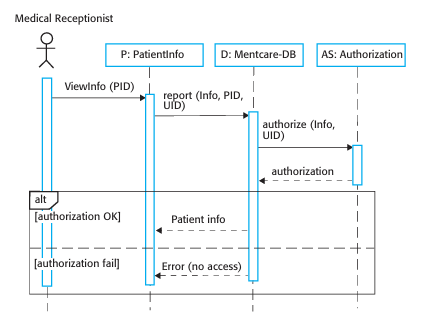 Medical Receptionist
P: PatientInfo
D: Mentcare-DB
AS: Authorization
ViewInfo (PID)
report (Info, PID,
UID)
authorize (Info,
UID)
authorization
alt
[authorization OK]
Patient info
[authorization fail]
Error (no access)